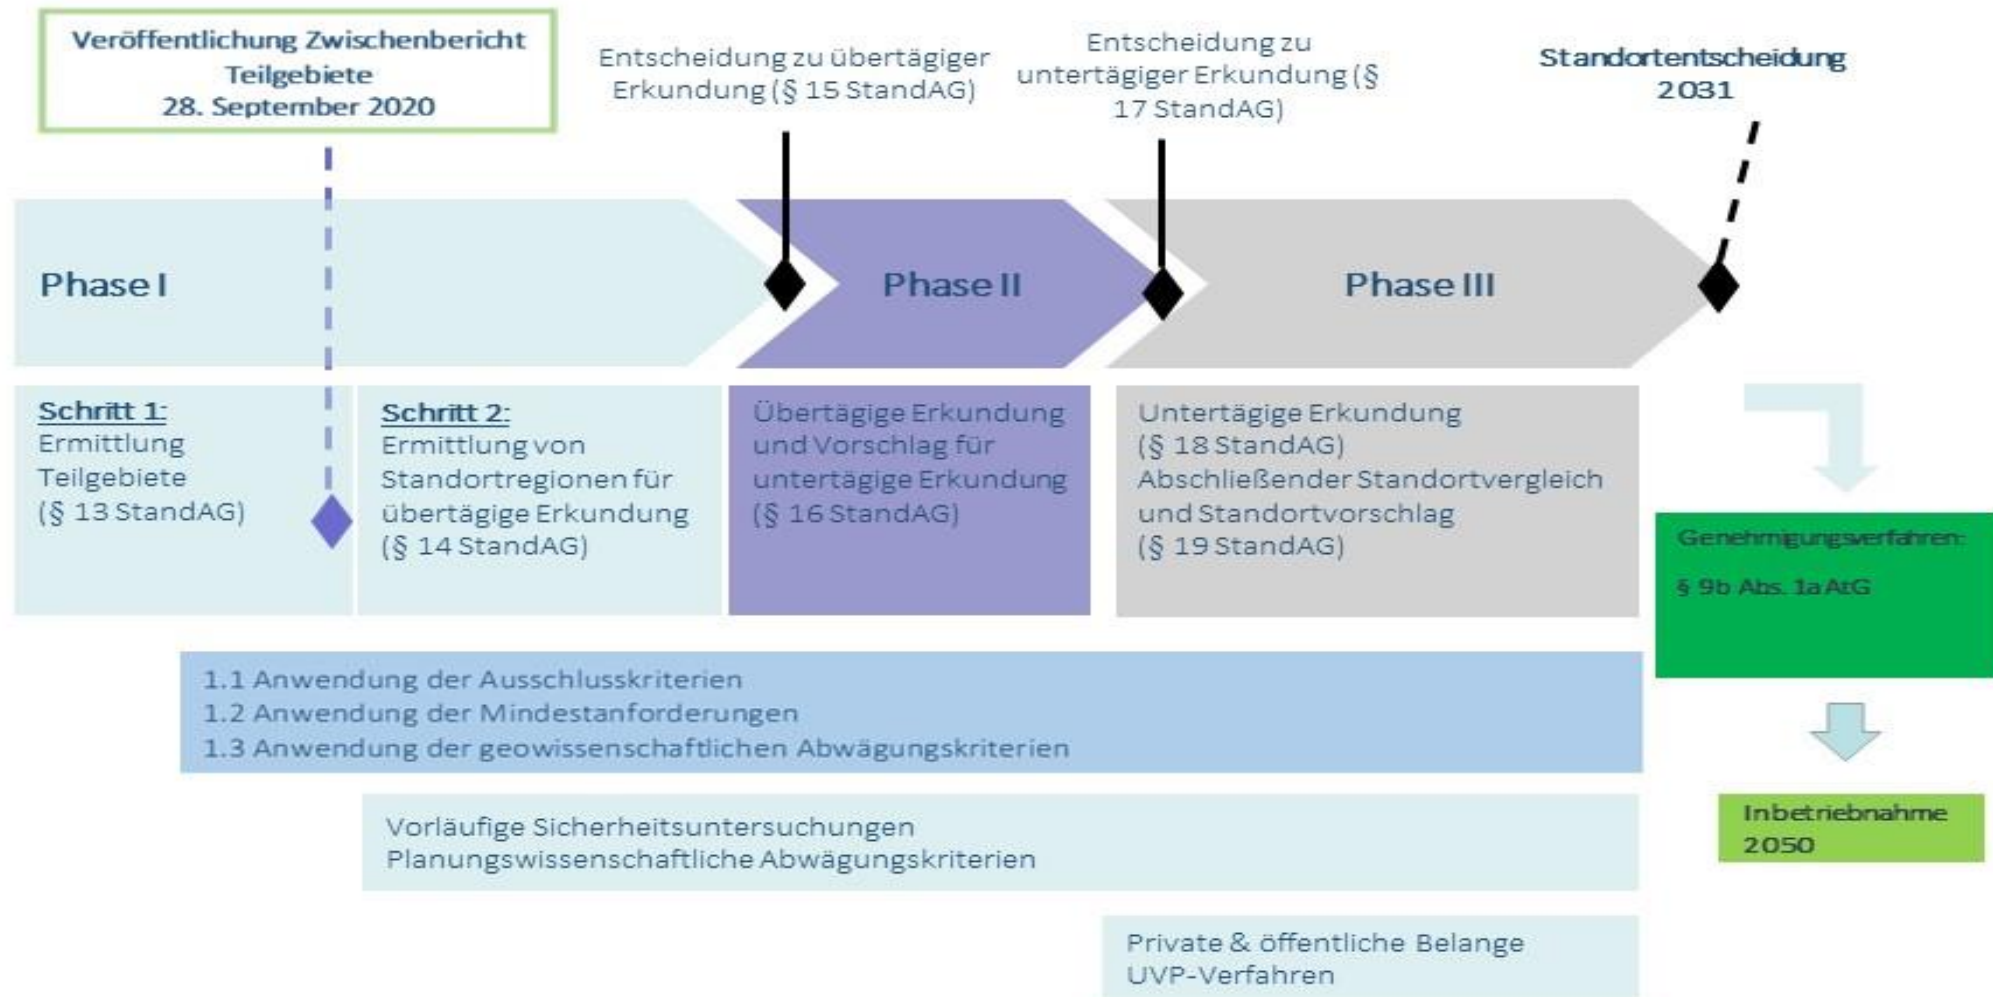 Veröffentlichung Zwischenbericht
Teilgebiete
28. September 2020
Entscheidung zu übertägiger
Erkundung (§ 15 StandAG)
Entscheidung zu
untertägiger Erkundung (§
17 StandAG)
Standortentscheidung
2031
Phase I
Phase II
Phase III
Schritt 1:
Ermittlung
Teilgebiete
(§ 13 StandAG)
Schritt 2:
Ermittlung von
Standortregionen für
übertägige Erkundung
(§ 14 StandAG)
Übertägige Erkundung
und Vorschlag für
untertägige Erkundung
(§ 16 StandAG)
Untertägige Erkundung
(§ 18 StandAG)
Abschließender Standortvergleich
und Standortvorschlag
(§ 19 StandAG)
Genehmigungsverfahren:
§ 9b Abs. 1a AtG
1.1 Anwendung der Ausschlusskriterien
1.2 Anwendung der Mindestanforderungen
1.3 Anwendung der geowissenschaftlichen Abwägungskriterien
Vorläufige Sicherheitsuntersuchungen
Planungswissenschaftliche Abwägungskriterien
Inbetriebnahme
2050
Private & öffentliche Belange
UVP-Verfahren